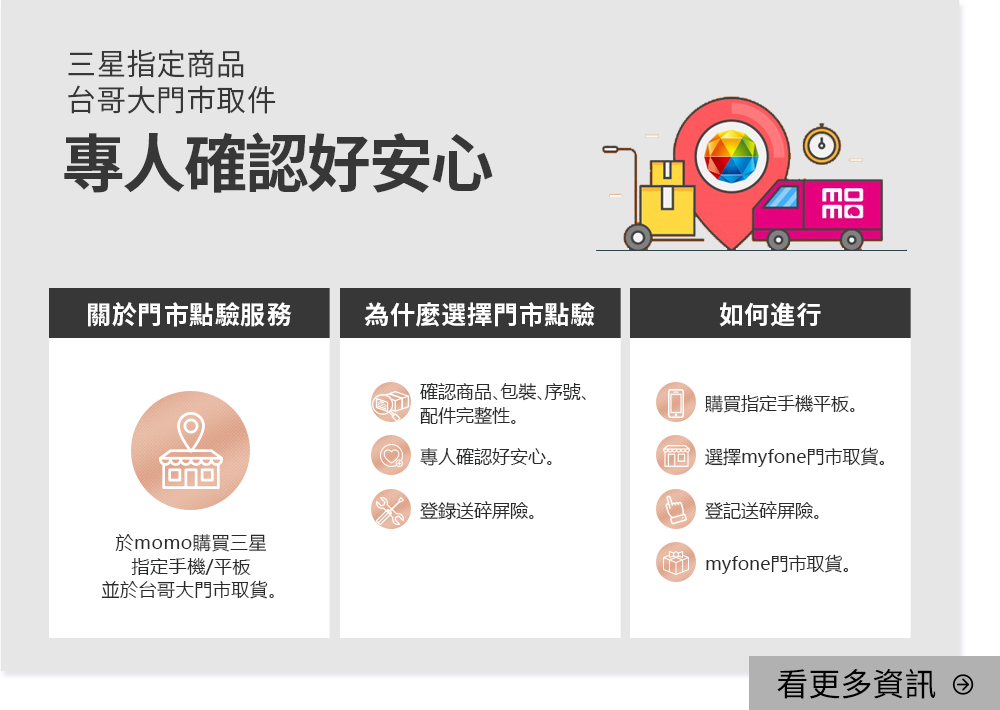 三星指定商品
台哥大門市取件
專人確認好安心
MO
MO
關於門市點驗服務
於momo購買三星
指定手機/平板
並於台哥大門市取貨。
為什麼選擇門市點驗
確認商品、包裝、序號、
配件完整性。
專人確認好安心。
登錄送碎屏險。
如何進行
購買指定手機平板。
選擇myfone門市取貨。
登記送碎屏險。
myfone門市取貨。
看更多資訊